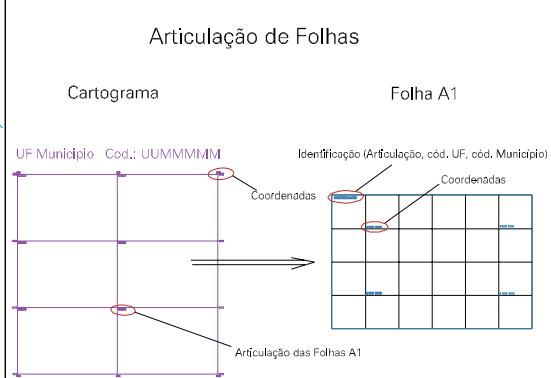 Articulação de Folhas
Cartograma
Folha A1
UF Municipio Cod.: UUMMMMM
Identificação (Articulação, cód. UF, cód. Município)
Coordenadas
Coordenadas
Articulação das Folhas A1